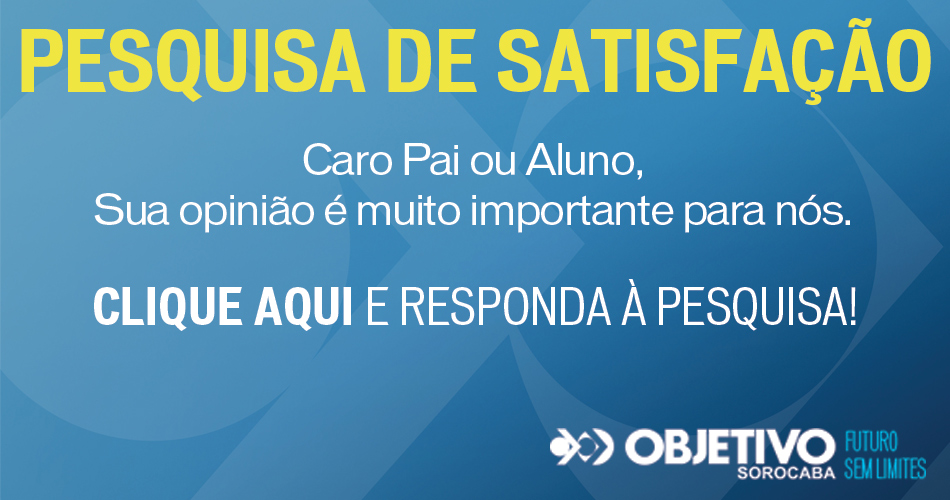 PESQUISA DE SATISFAÇÃO
Caro Pai ou Aluno,
Sua opinião é muito importante para nós.
CLIQUE AQUI E RESPONDA À PESQUISA!
OBJETIVO
SOROCABA
FUTURO
SEM LIMITES